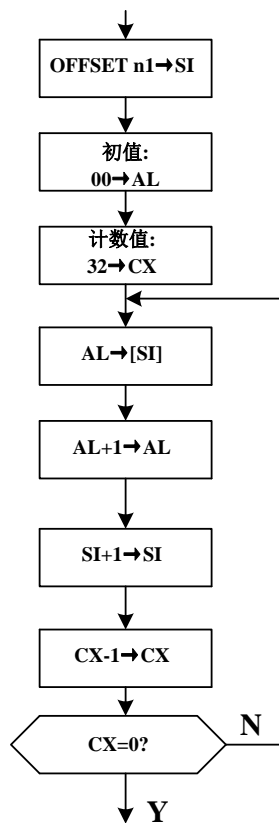 OFFSET n1→SI
初值:
00→AL
计数值:
32→CX
AL→[SI]
AL+1→AL
SI+1→SI
CX-1→CX
CX=0?
N
Y